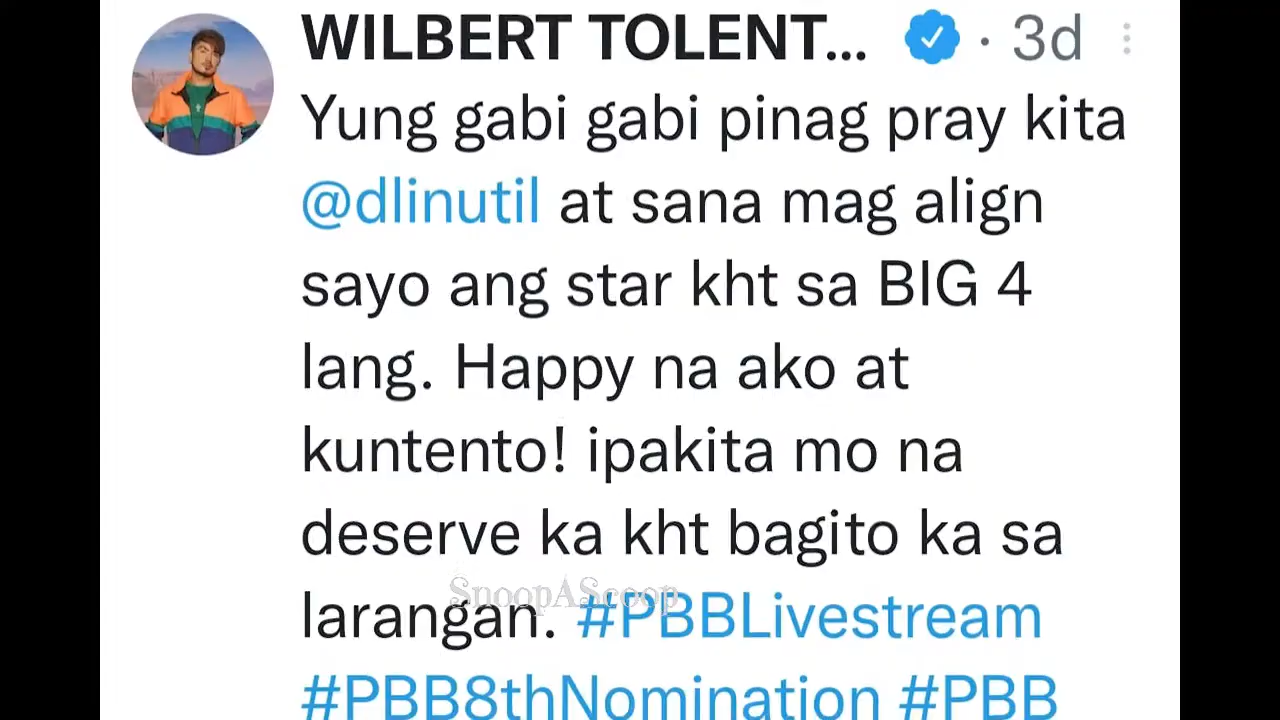 WILBERT TOLENT... · 3d
Yung gabi gabi pinag pray kita
@dlinutil at sana mag align
sayo ang star kht sa BIG 4
lang. Happy na ako at
kuntento! ipakita mo na
deserve ka kht bagito ka sa
larangan. #PBBLivestream
SnoopAScoop
#PBB8thNomination #PBB